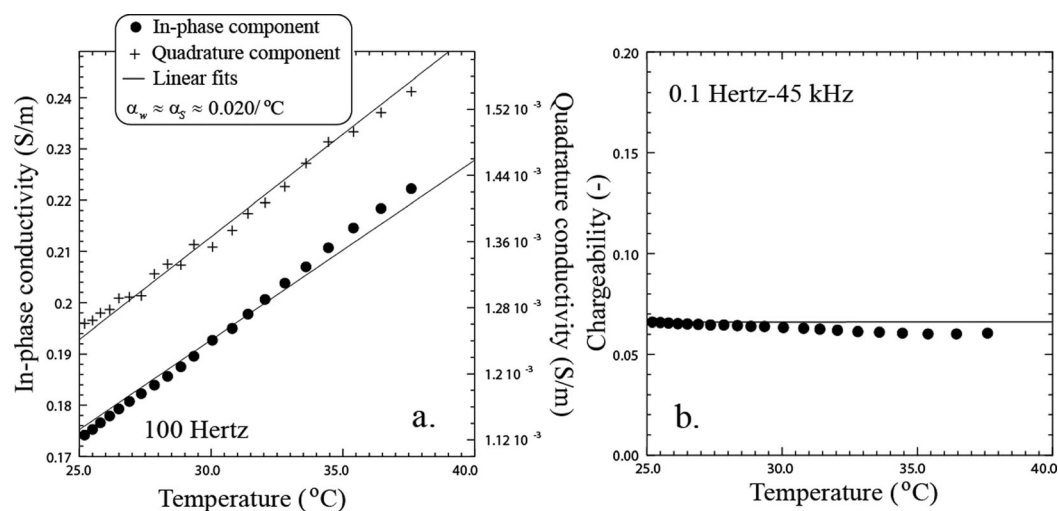 In-phase component
Quadrature component
Linear fits
α_w ≈ α_S ≈ 0.020/ °C
In-phase conductivity (S/m)
0.24
0.23
0.22
0.21
0.2
0.19
0.18
0.17
1.52 10 -3
1.44 10 -3
1.36 10 -3
1.28 10 -3
1.20 10 -3
1.12 10 -3
Quadrature conductivity (S/m)
100 Hertz
a.
25.0 30.0 35.0 40.0
Temperature (°C)
Chargeability (-)
0.20
0.15
0.10
0.05
0.00
0.1 Hertz-45 kHz
b.
25.0 30.0 35.0 40.0
Temperature (°C)